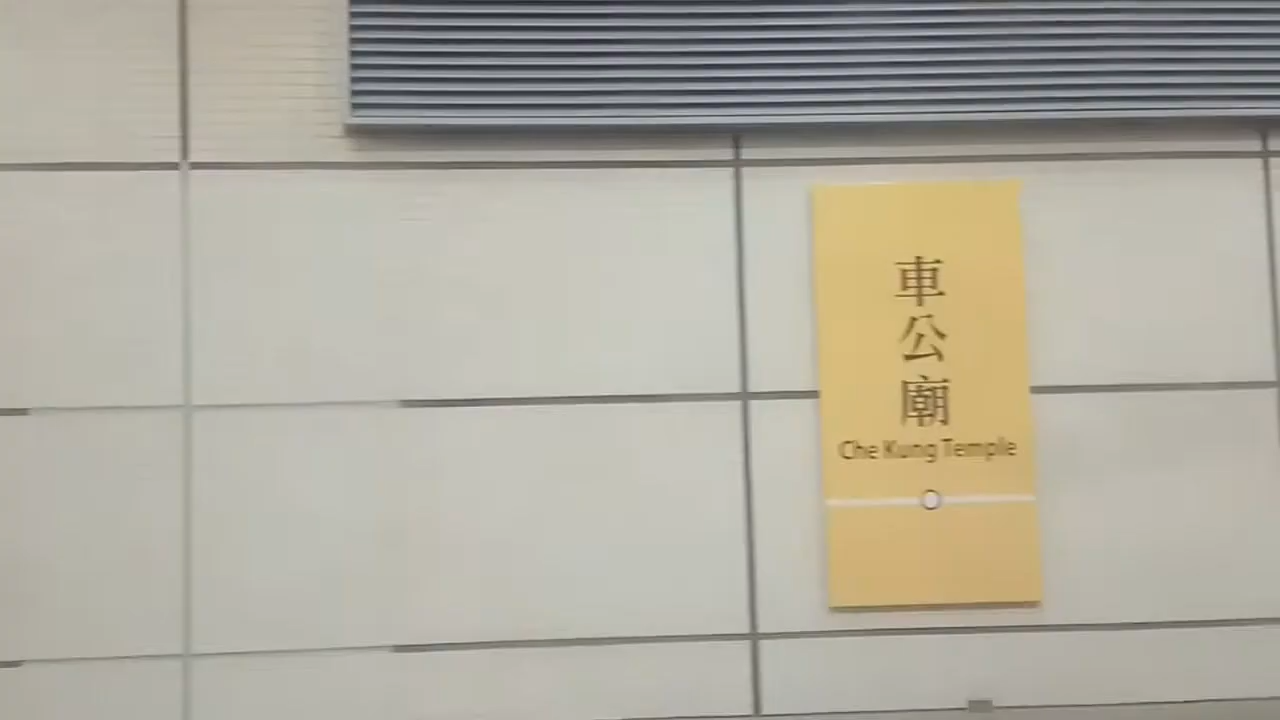 車公廟
Che Kung Temple